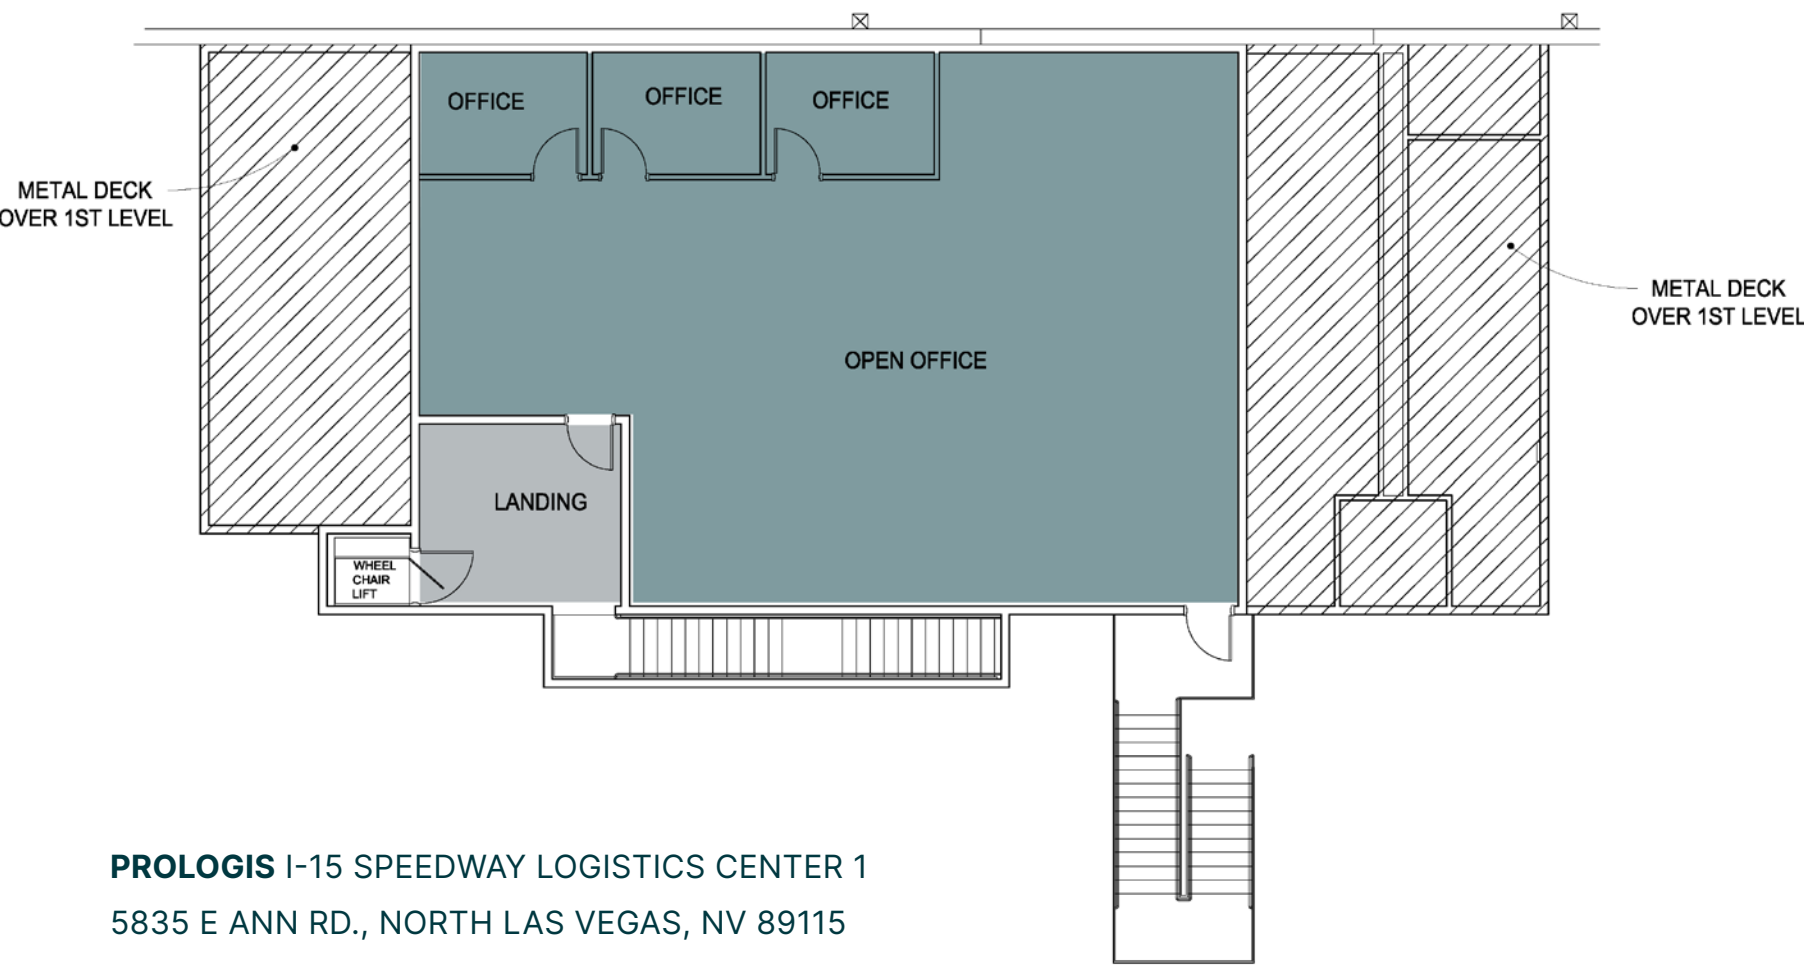 OFFICE
OFFICE
OFFICE
METAL DECK
OVER 1ST LEVEL
METAL DECK
OVER 1ST LEVEL
OPEN OFFICE
LANDING
WHEEL
CHAIR
LIFT
PROLOGIS I-15 SPEEDWAY LOGISTICS CENTER 1
5835 E ANN RD., NORTH LAS VEGAS, NV 89115